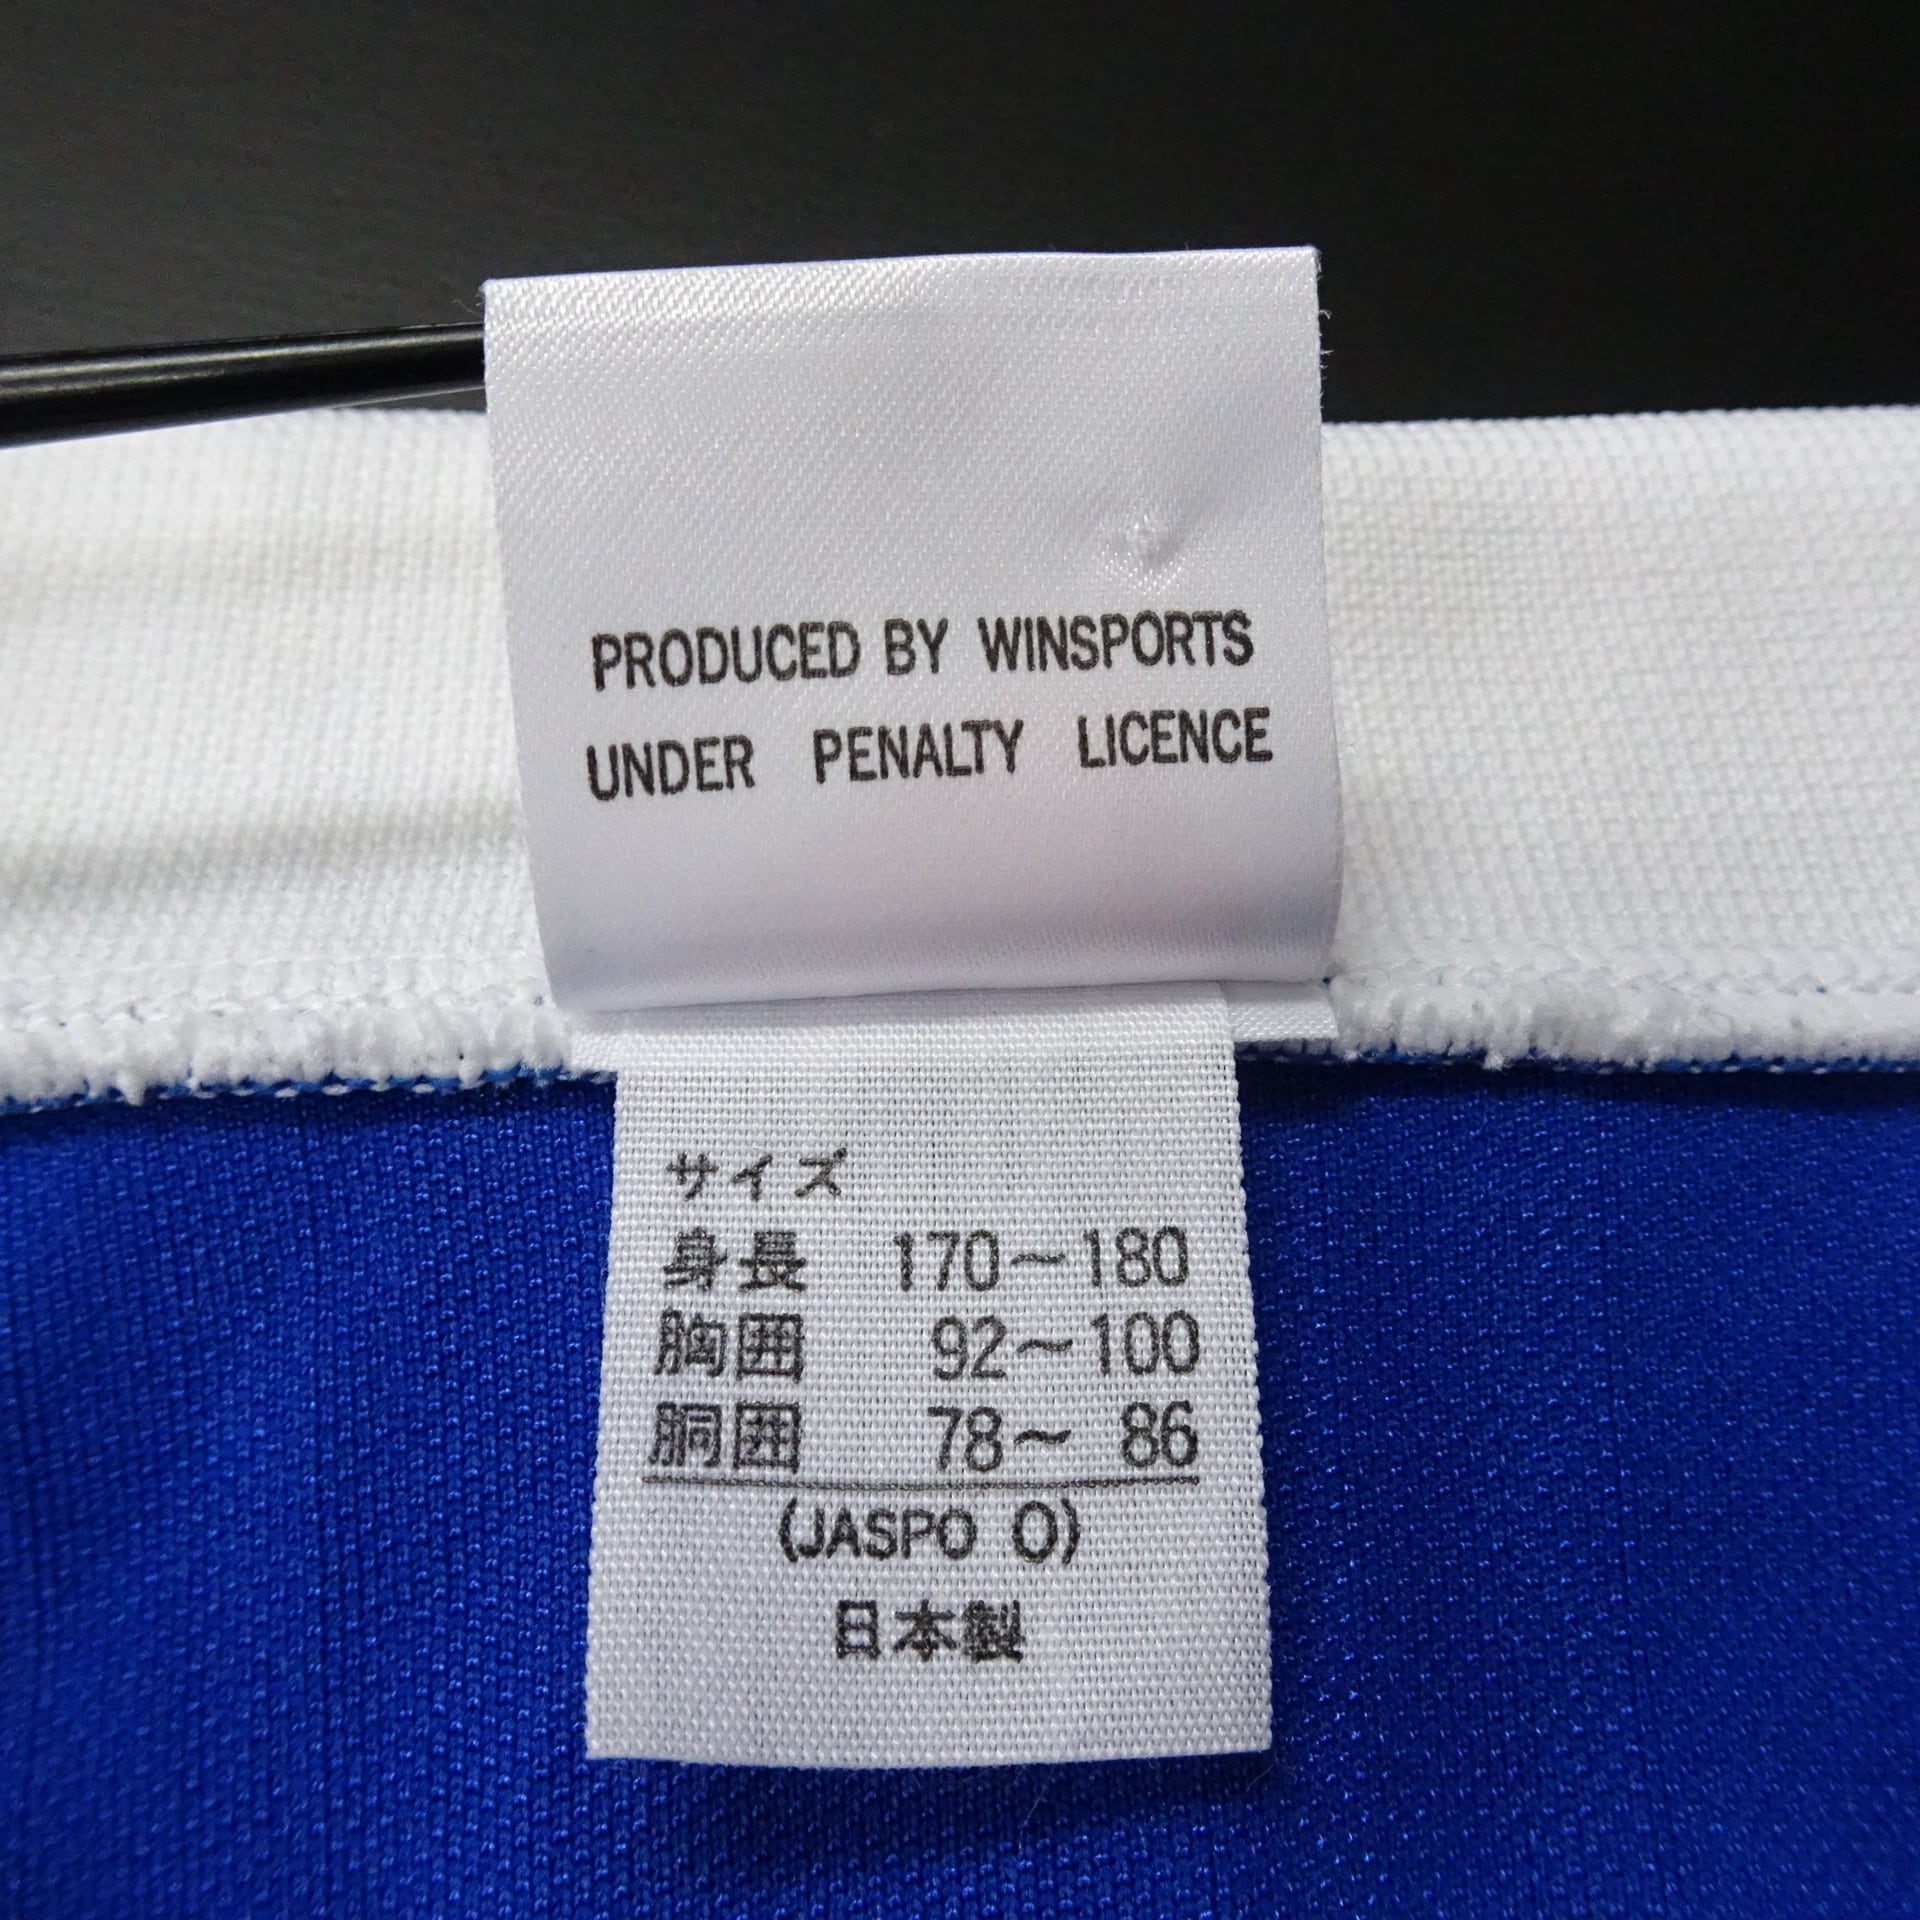 PRODUCED BY WINSPORTS
UNDER PENALTY LICENCE
サイズ
身長 170～180
胸囲 92～100
胴囲 78～ 86
(JASPO O)
日本製